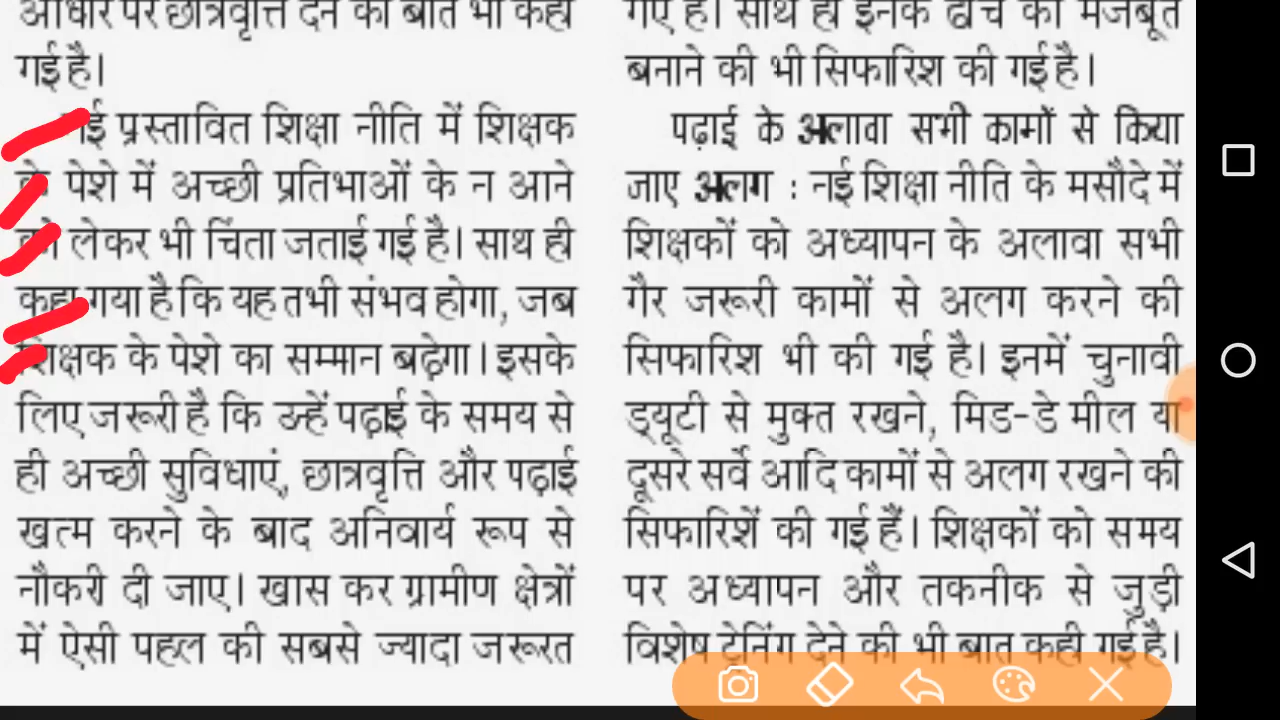 आधार पर छात्रवृत्ति देने की बात भी कही
गई है।
नई प्रस्तावित शिक्षा नीति में शिक्षक
के पेशे में अच्छी प्रतिभाओं के न आने
को लेकर भी चिंता जताई गई है। साथ ही
कहा गया है कि यह तभी संभव होगा, जब
शिक्षक के पेशे का सम्मान बढ़ेगा। इसके
लिए जरूरी है कि उन्हें पढ़ाई के समय से
ही अच्छी सुविधाएं, छात्रवृत्ति और पढ़ाई
खत्म करने के बाद अनिवार्य रूप से
नौकरी दी जाए। खास कर ग्रामीण क्षेत्रों
में ऐसी पहल की सबसे ज्यादा जरूरत
गए हैं। साथ ही इनके ढांचे को मजबूत
बनाने की भी सिफारिश की गई है।
पढ़ाई के अलावा सभी कामों से किया
जाए अलग : नई शिक्षा नीति के मसौदे में
शिक्षकों को अध्यापन के अलावा सभी
गैर जरूरी कामों से अलग करने की
सिफारिश भी की गई है। इनमें चुनावी
ड्यूटी से मुक्त रखने, मिड-डे मील या
दूसरे सर्वे आदि कामों से अलग रखने की
सिफारिशें की गई हैं। शिक्षकों को समय
पर अध्यापन और तकनीक से जुड़ी
विशेष ट्रेनिंग देने की भी बात कही गई है।